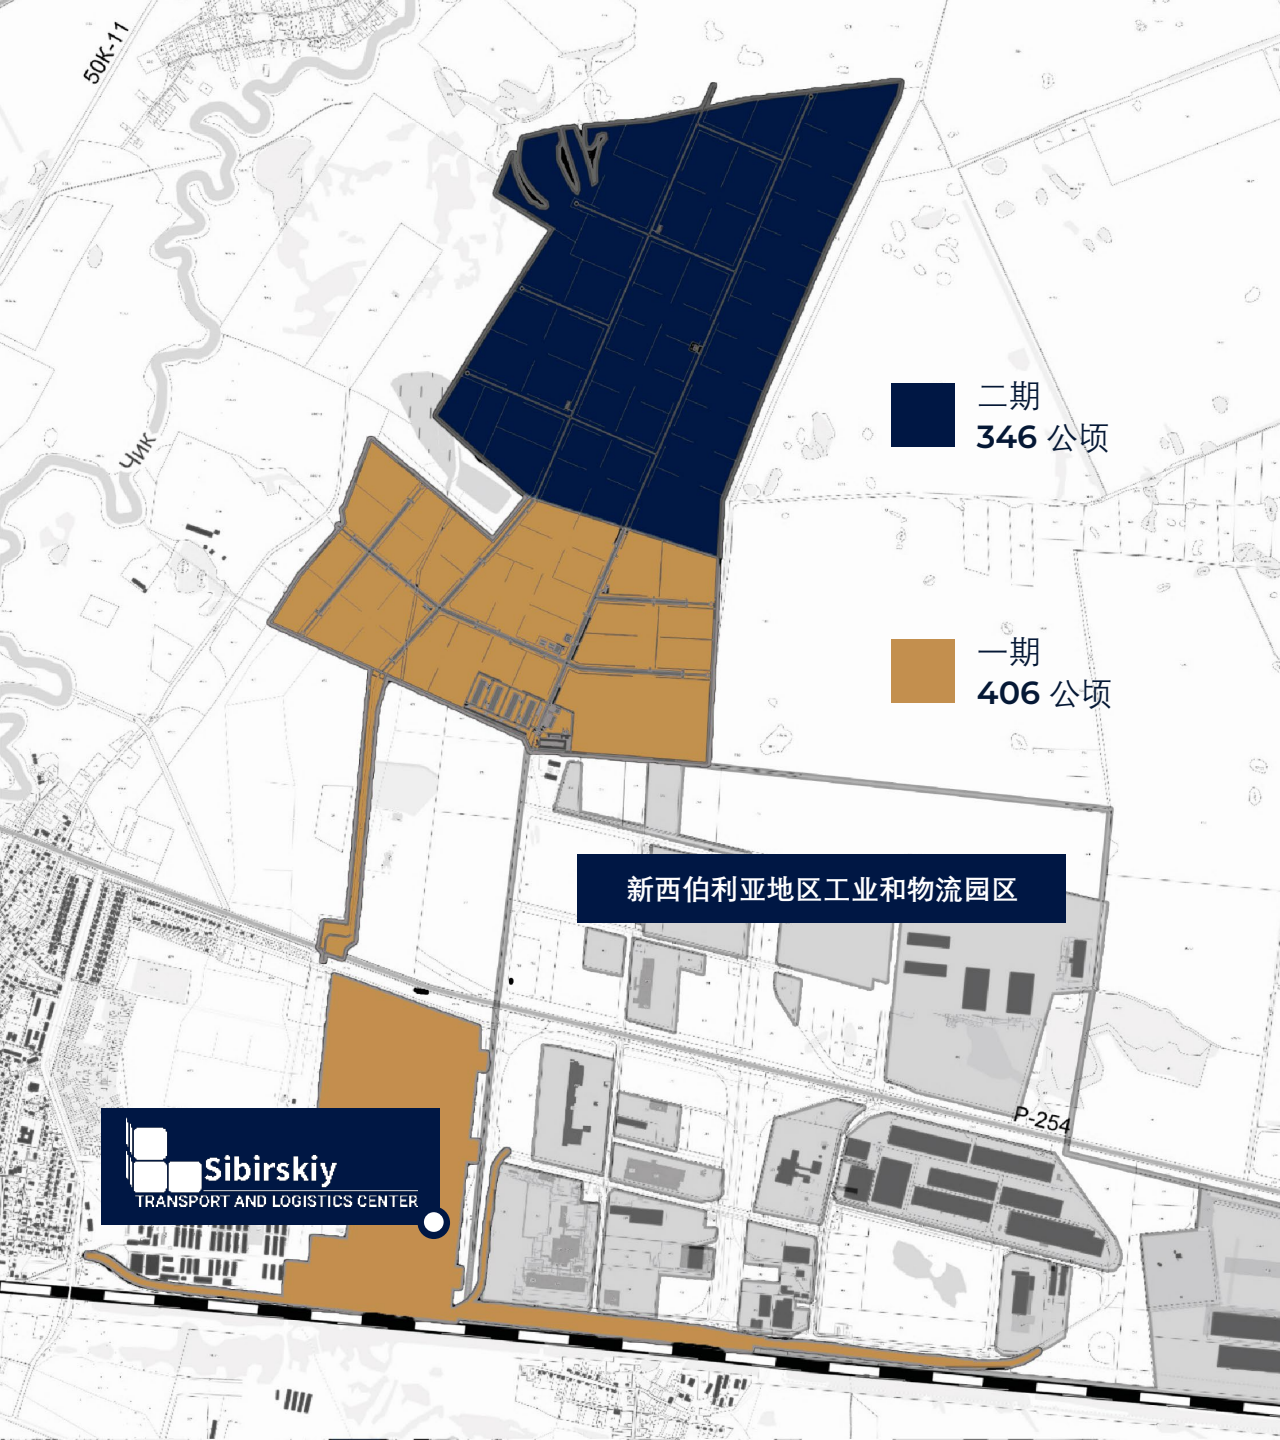 50К-11
二期
346 公顷
Чик
一期
406 公顷
新西伯利亚地区工业和物流园区
Р-254
Sibirskiy
TRANSPORT AND LOGISTICS CENTER